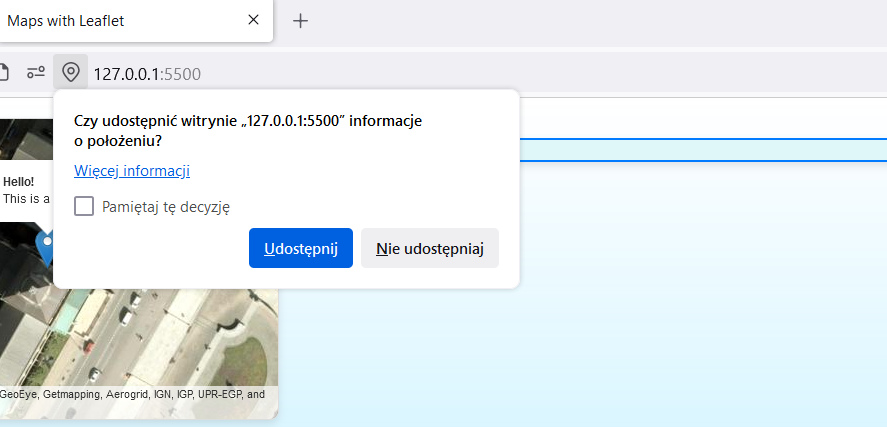 Maps with Leaflet
127.0.0.1:5500
Czy udostępnić witrynie „127.0.0.1:5500” informacje
o położeniu?
Więcej informacji
Pamiętaj tę decyzję
Udostępnij
Nie udostępniaj
Hello!
This is a
GeoEye, Getmapping, Aerogrid, IGN, IGP, UPR-EGP, and